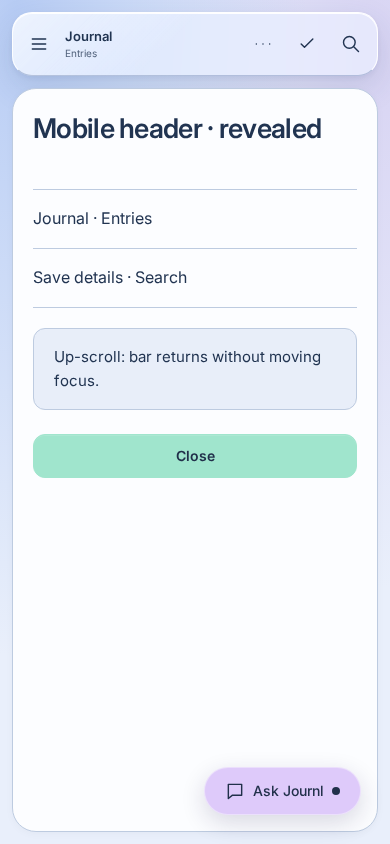 Journal
Entries
Mobile header · revealed
Journal · Entries
Save details · Search
Up-scroll: bar returns without moving
focus.
Close
Ask Journl